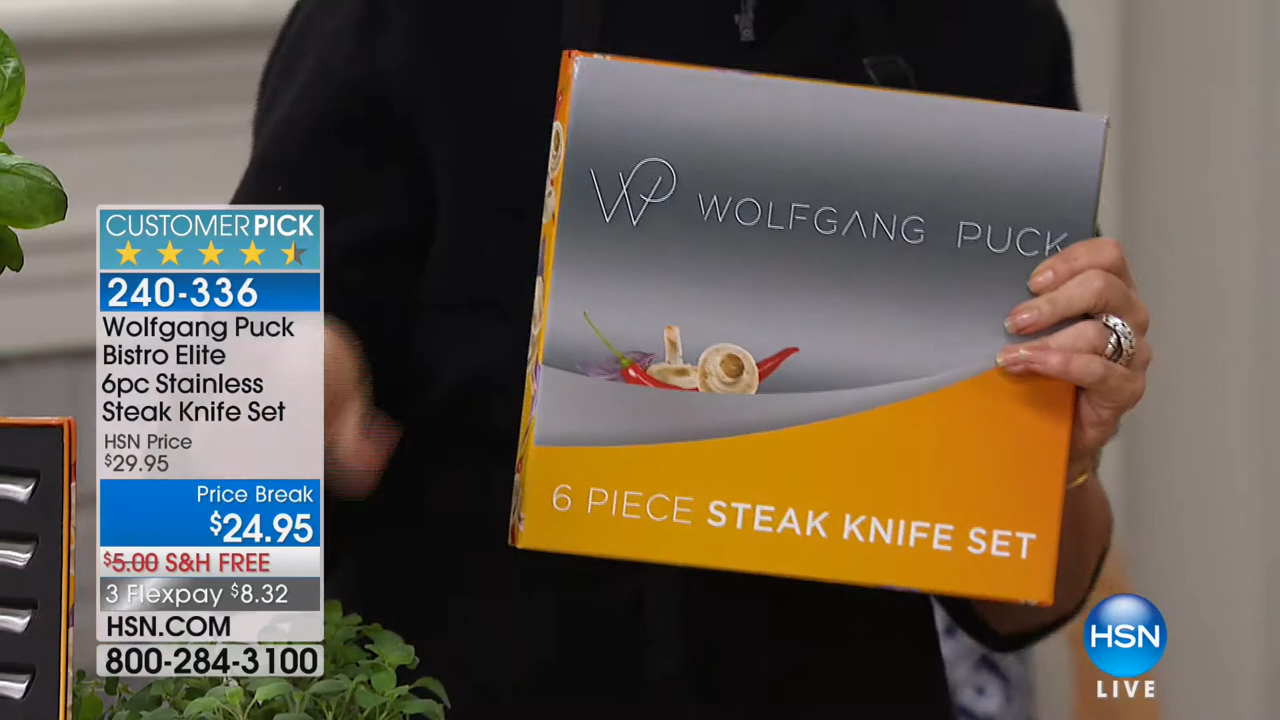 CUSTOMERPICK
240-336
Wolfgang Puck
Bistro Elite
6pc Stainless
Steak Knife Set
HSN Price
$29.95
Price Break
$24.95
$5.00 S&H FREE
3 Flexpay $8.32
HSN.COM
800-284-3100
WP WOLFGANG PUCK
6 PIECE STEAK KNIFE SET
HSN
LIVE